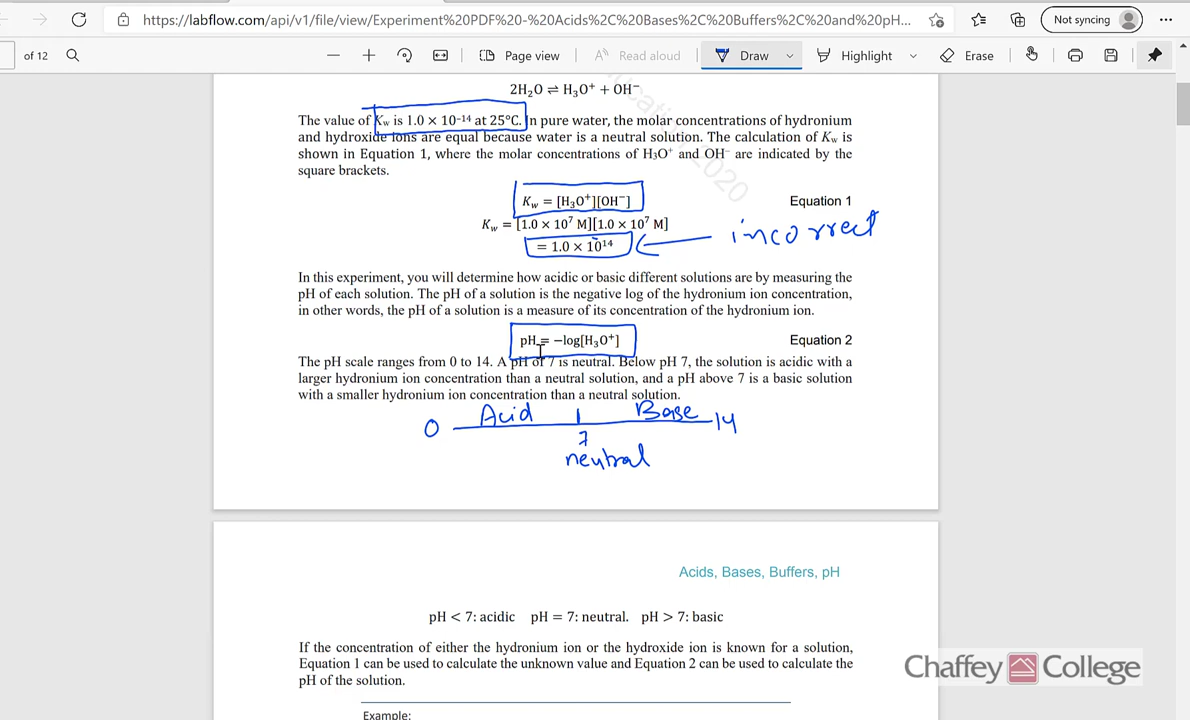 https://labflow.com/api/v1/file/view/Experiment%20PDF%20-%20Acids%2C%20Bases%2C%20Buffers%2C%20and%20pH...
Not syncing
of 12
Page view
Read aloud
Draw
Highlight
Erase
2H₂O ⇌ H₃O⁺ + OH⁻
The value of Kw is 1.0 × 10⁻¹⁴ at 25°C. In pure water, the molar concentrations of hydronium
and hydroxide ions are equal because water is a neutral solution. The calculation of Kw is
shown in Equation 1, where the molar concentrations of H₃O⁺ and OH⁻ are indicated by the
square brackets.
2020
Kw = [H₃O⁺][OH⁻]
Equation 1
Kw = [1.0 × 10⁷ M][1.0 × 10⁷ M]
= 1.0 × 10⁻¹⁴
incorrect
In this experiment, you will determine how acidic or basic different solutions are by measuring the
pH of each solution. The pH of a solution is the negative log of the hydronium ion concentration,
in other words, the pH of a solution is a measure of its concentration of the hydronium ion.
pH = −log[H₃O⁺]
Equation 2
The pH scale ranges from 0 to 14. A pH of 7 is neutral. Below pH 7, the solution is acidic with a
larger hydronium ion concentration than a neutral solution, and a pH above 7 is a basic solution
with a smaller hydronium ion concentration than a neutral solution.
0 Acid Base 14
7
neutral
Acids, Bases, Buffers, pH
pH < 7: acidic pH = 7: neutral. pH > 7: basic
If the concentration of either the hydronium ion or the hydroxide ion is known for a solution,
Equation 1 can be used to calculate the unknown value and Equation 2 can be used to calculate the
pH of the solution.
Chaffey College
Example: